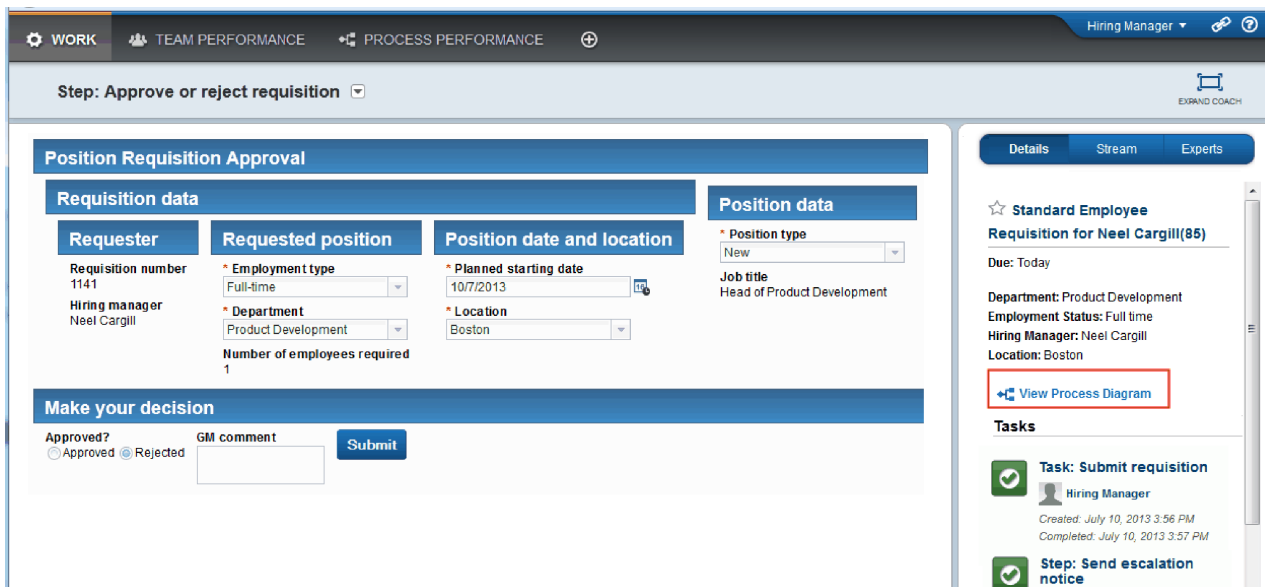 WORK
TEAM PERFORMANCE
PROCESS PERFORMANCE
Hiring Manager
Step: Approve or reject requisition
EXPAND COACH
Position Requisition Approval
Requisition data
Requester
Requisition number
1141
Hiring manager
Neel Cargill
Requested position
* Employment type
Full-time
* Department
Product Development
Number of employees required
1
Position date and location
* Planned starting date
10/7/2013
16
* Location
Boston
Position data
* Position type
New
Job title
Head of Product Development
Make your decision
Approved?
Approved Rejected
GM comment
Submit
Details
Stream
Experts
Standard Employee
Requisition for Neel Cargill(85)
Due: Today
Department: Product Development
Employment Status: Full time
Hiring Manager: Neel Cargill
Location: Boston
View Process Diagram
Tasks
Task: Submit requisition
Hiring Manager
Created: July 10, 2013 3:56 PM
Completed: July 10, 2013 3:57 PM
Step: Send escalation
notice